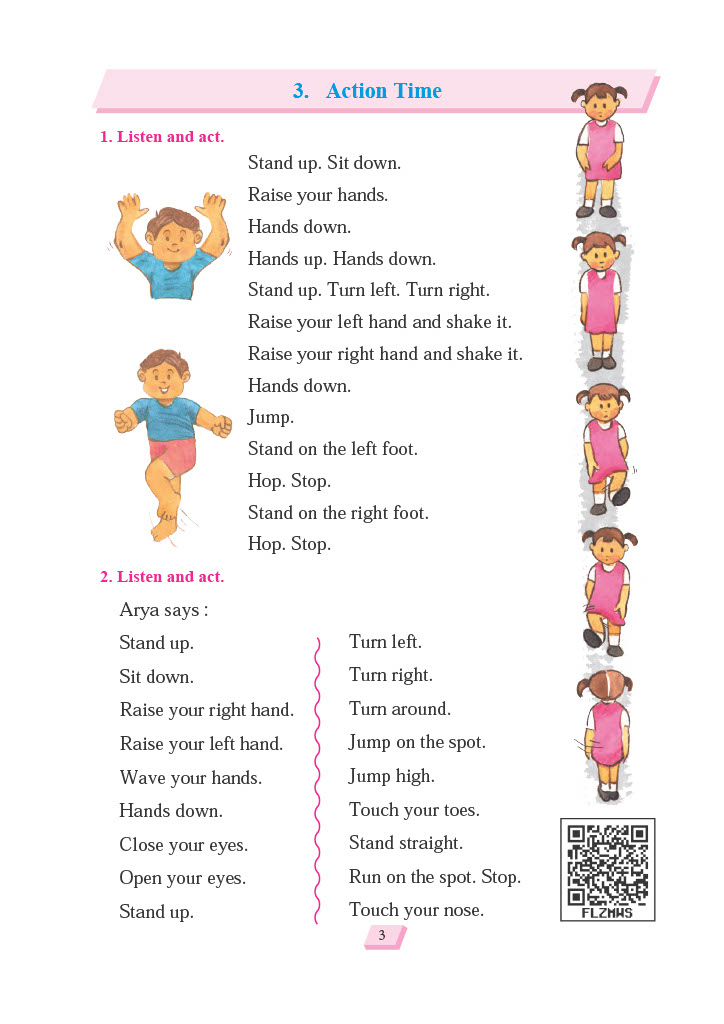 3. Action Time
1. Listen and act.
Stand up. Sit down.
Raise your hands.
Hands down.
Hands up. Hands down.
Stand up. Turn left. Turn right.
Raise your left hand and shake it.
Raise your right hand and shake it.
Hands down.
Jump.
Stand on the left foot.
Hop. Stop.
Stand on the right foot.
Hop. Stop.
2. Listen and act.
Arya says :
Stand up.
Sit down.
Raise your right hand.
Raise your left hand.
Wave your hands.
Hands down.
Close your eyes.
Open your eyes.
Stand up.
Turn left.
Turn right.
Turn around.
Jump on the spot.
Jump high.
Touch your toes.
Stand straight.
Run on the spot. Stop.
Touch your nose.
FLZMWS
3